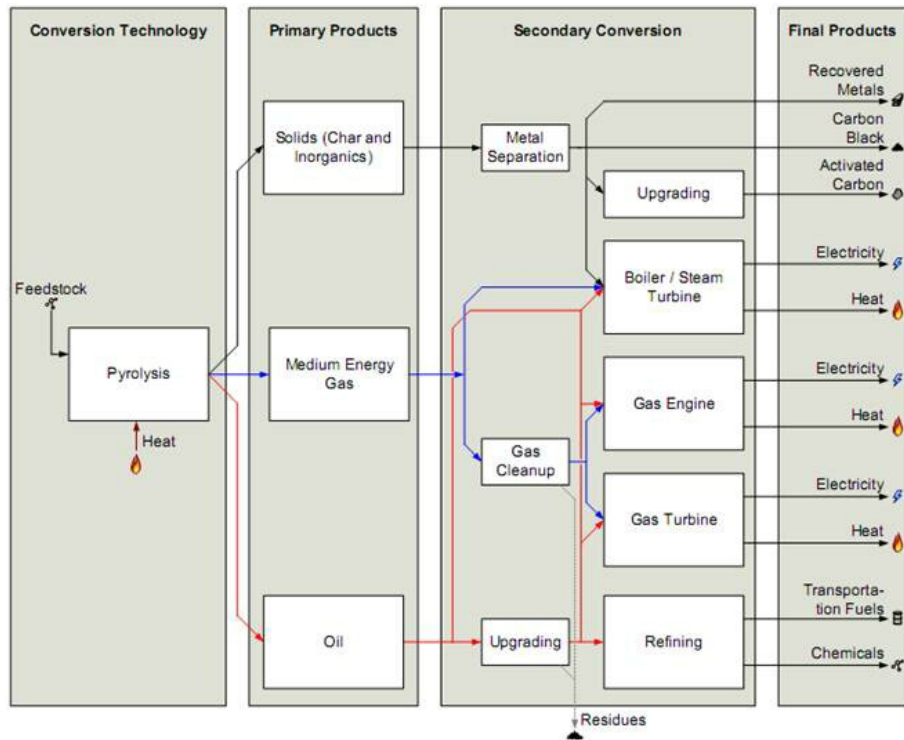 Conversion Technology
Primary Products
Secondary Conversion
Final Products
Feedstock
Pyrolysis
Heat
Solids (Char and
Inorganics)
Medium Energy
Gas
Oil
Metal
Separation
Upgrading
Boiler / Steam
Turbine
Gas Engine
Gas
Cleanup
Gas Turbine
Upgrading
Refining
Residues
Recovered
Metals
Carbon
Black
Activated
Carbon
Electricity
Heat
Electricity
Heat
Electricity
Heat
Transporta-
tion Fuels
Chemicals